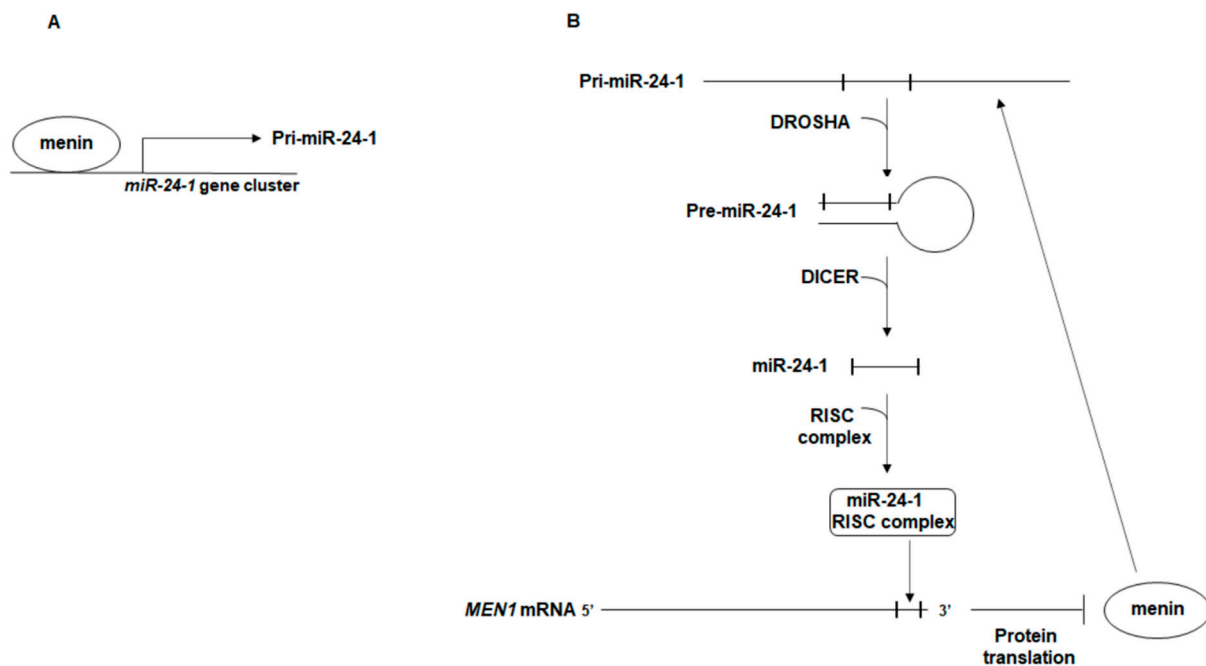 A
menin
Pri-miR-24-1
miR-24-1 gene cluster
B
Pri-miR-24-1
DROSHA
Pre-miR-24-1
DICER
miR-24-1
RISC
complex
miR-24-1
RISC complex
MEN1 mRNA 5’
3’
menin
Protein
translation